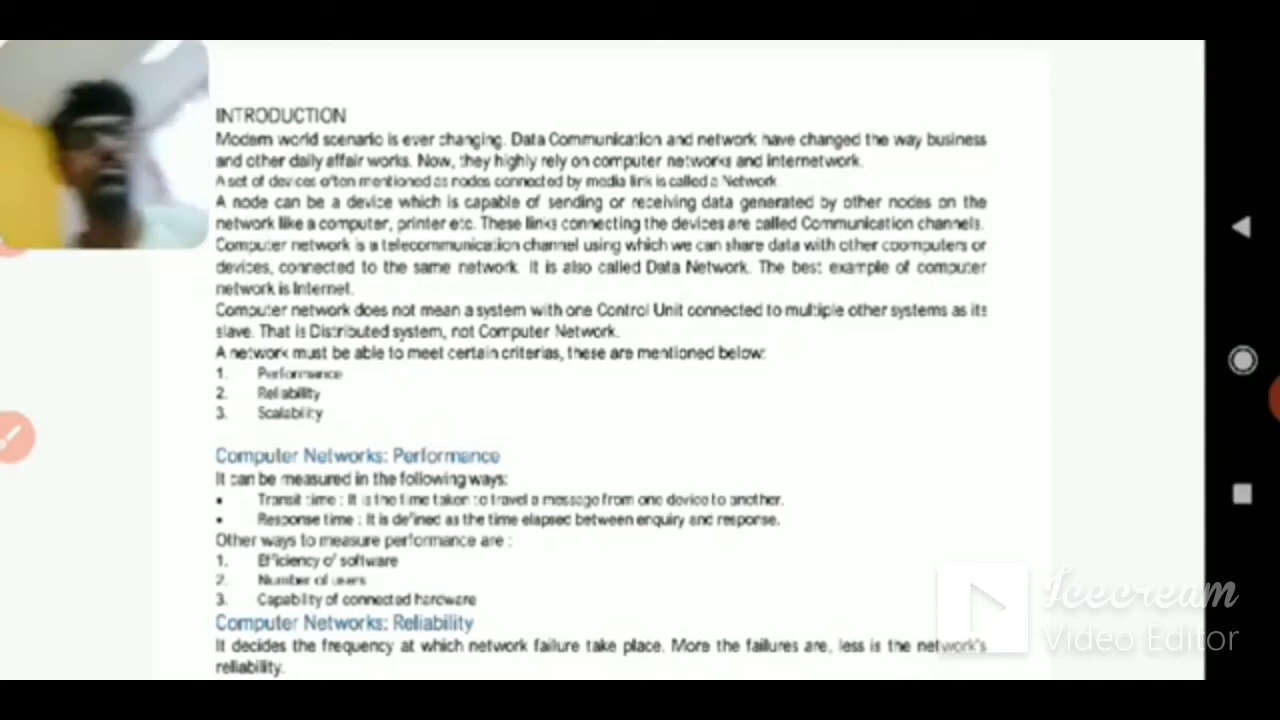 INTRODUCTION
Modern world scenario is ever changing. Data Communication and network have changed the way business
and other daily affair works. Now, they highly rely on computer networks and internetwork.
A set of devices often mentioned as nodes connected by media link is called a Network.
A node can be a device which is capable of sending or receiving data generated by other nodes on the
network like a computer, printer etc. These links connecting the devices are called Communication channels.
Computer network is a telecommunication channel using which we can share data with other coomputers or
devices, connected to the same network. It is also called Data Network. The best example of computer
network is Internet.
Computer network does not mean a system with one Control Unit connected to multiple other systems as its
slave. That is Distributed system, not Computer Network.
A network must be able to meet certain criterias, these are mentioned below:
1. Performance
2. Reliability
3. Scalability
Computer Networks: Performance
It can be measured in the following ways:
• Transit time : It is the time taken to travel a message from one device to another.
• Response time : It is defined as the time elapsed between enquiry and response.
Other ways to measure performance are :
1. Efficiency of software
2. Number of users
3. Capability of connected hardware
Computer Networks: Reliability
It decides the frequency at which network failure take place. More the failures are, less is the network's
reliability.
Icecream
Video Editor